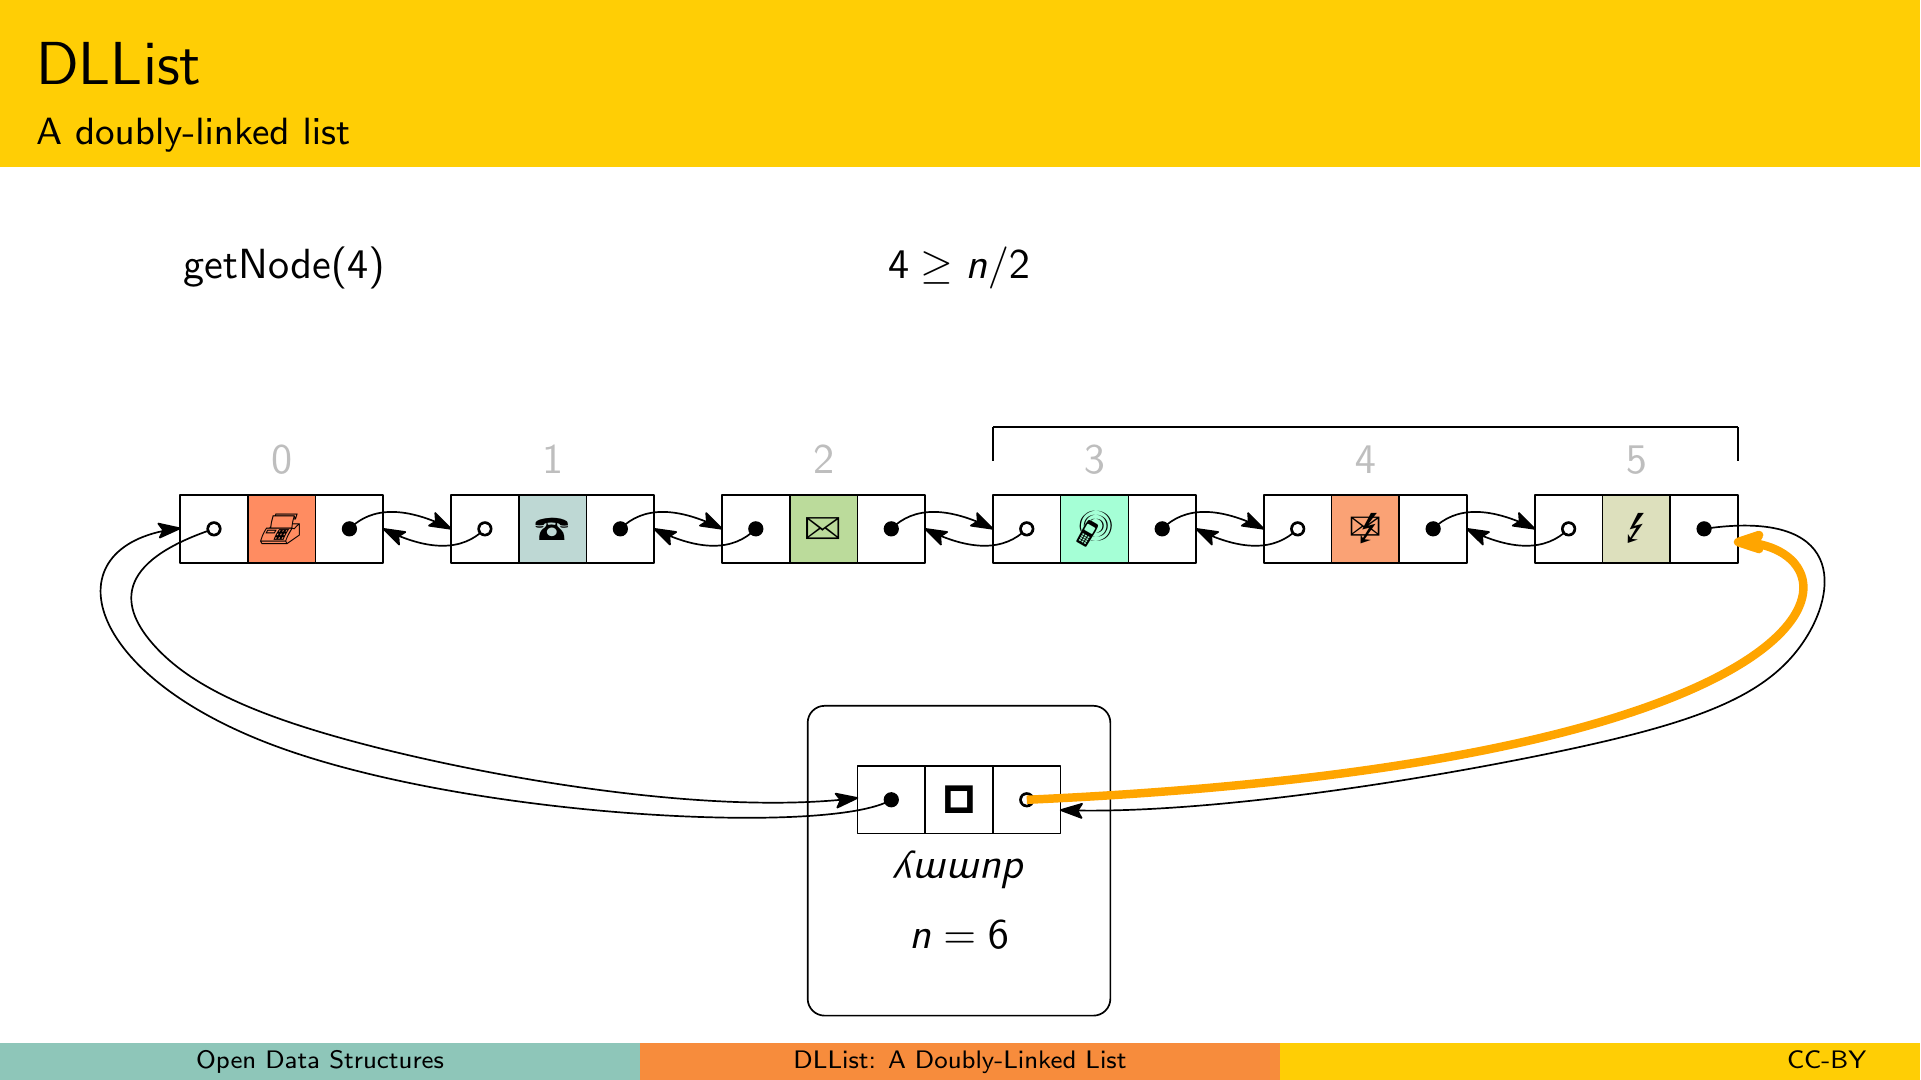 DLList
A doubly-linked list
getNode(4)
4 ≥ n/2
0 1 2 3 4 5
dummy
n = 6
Open Data Structures
DLList: A Doubly-Linked List
CC-BY